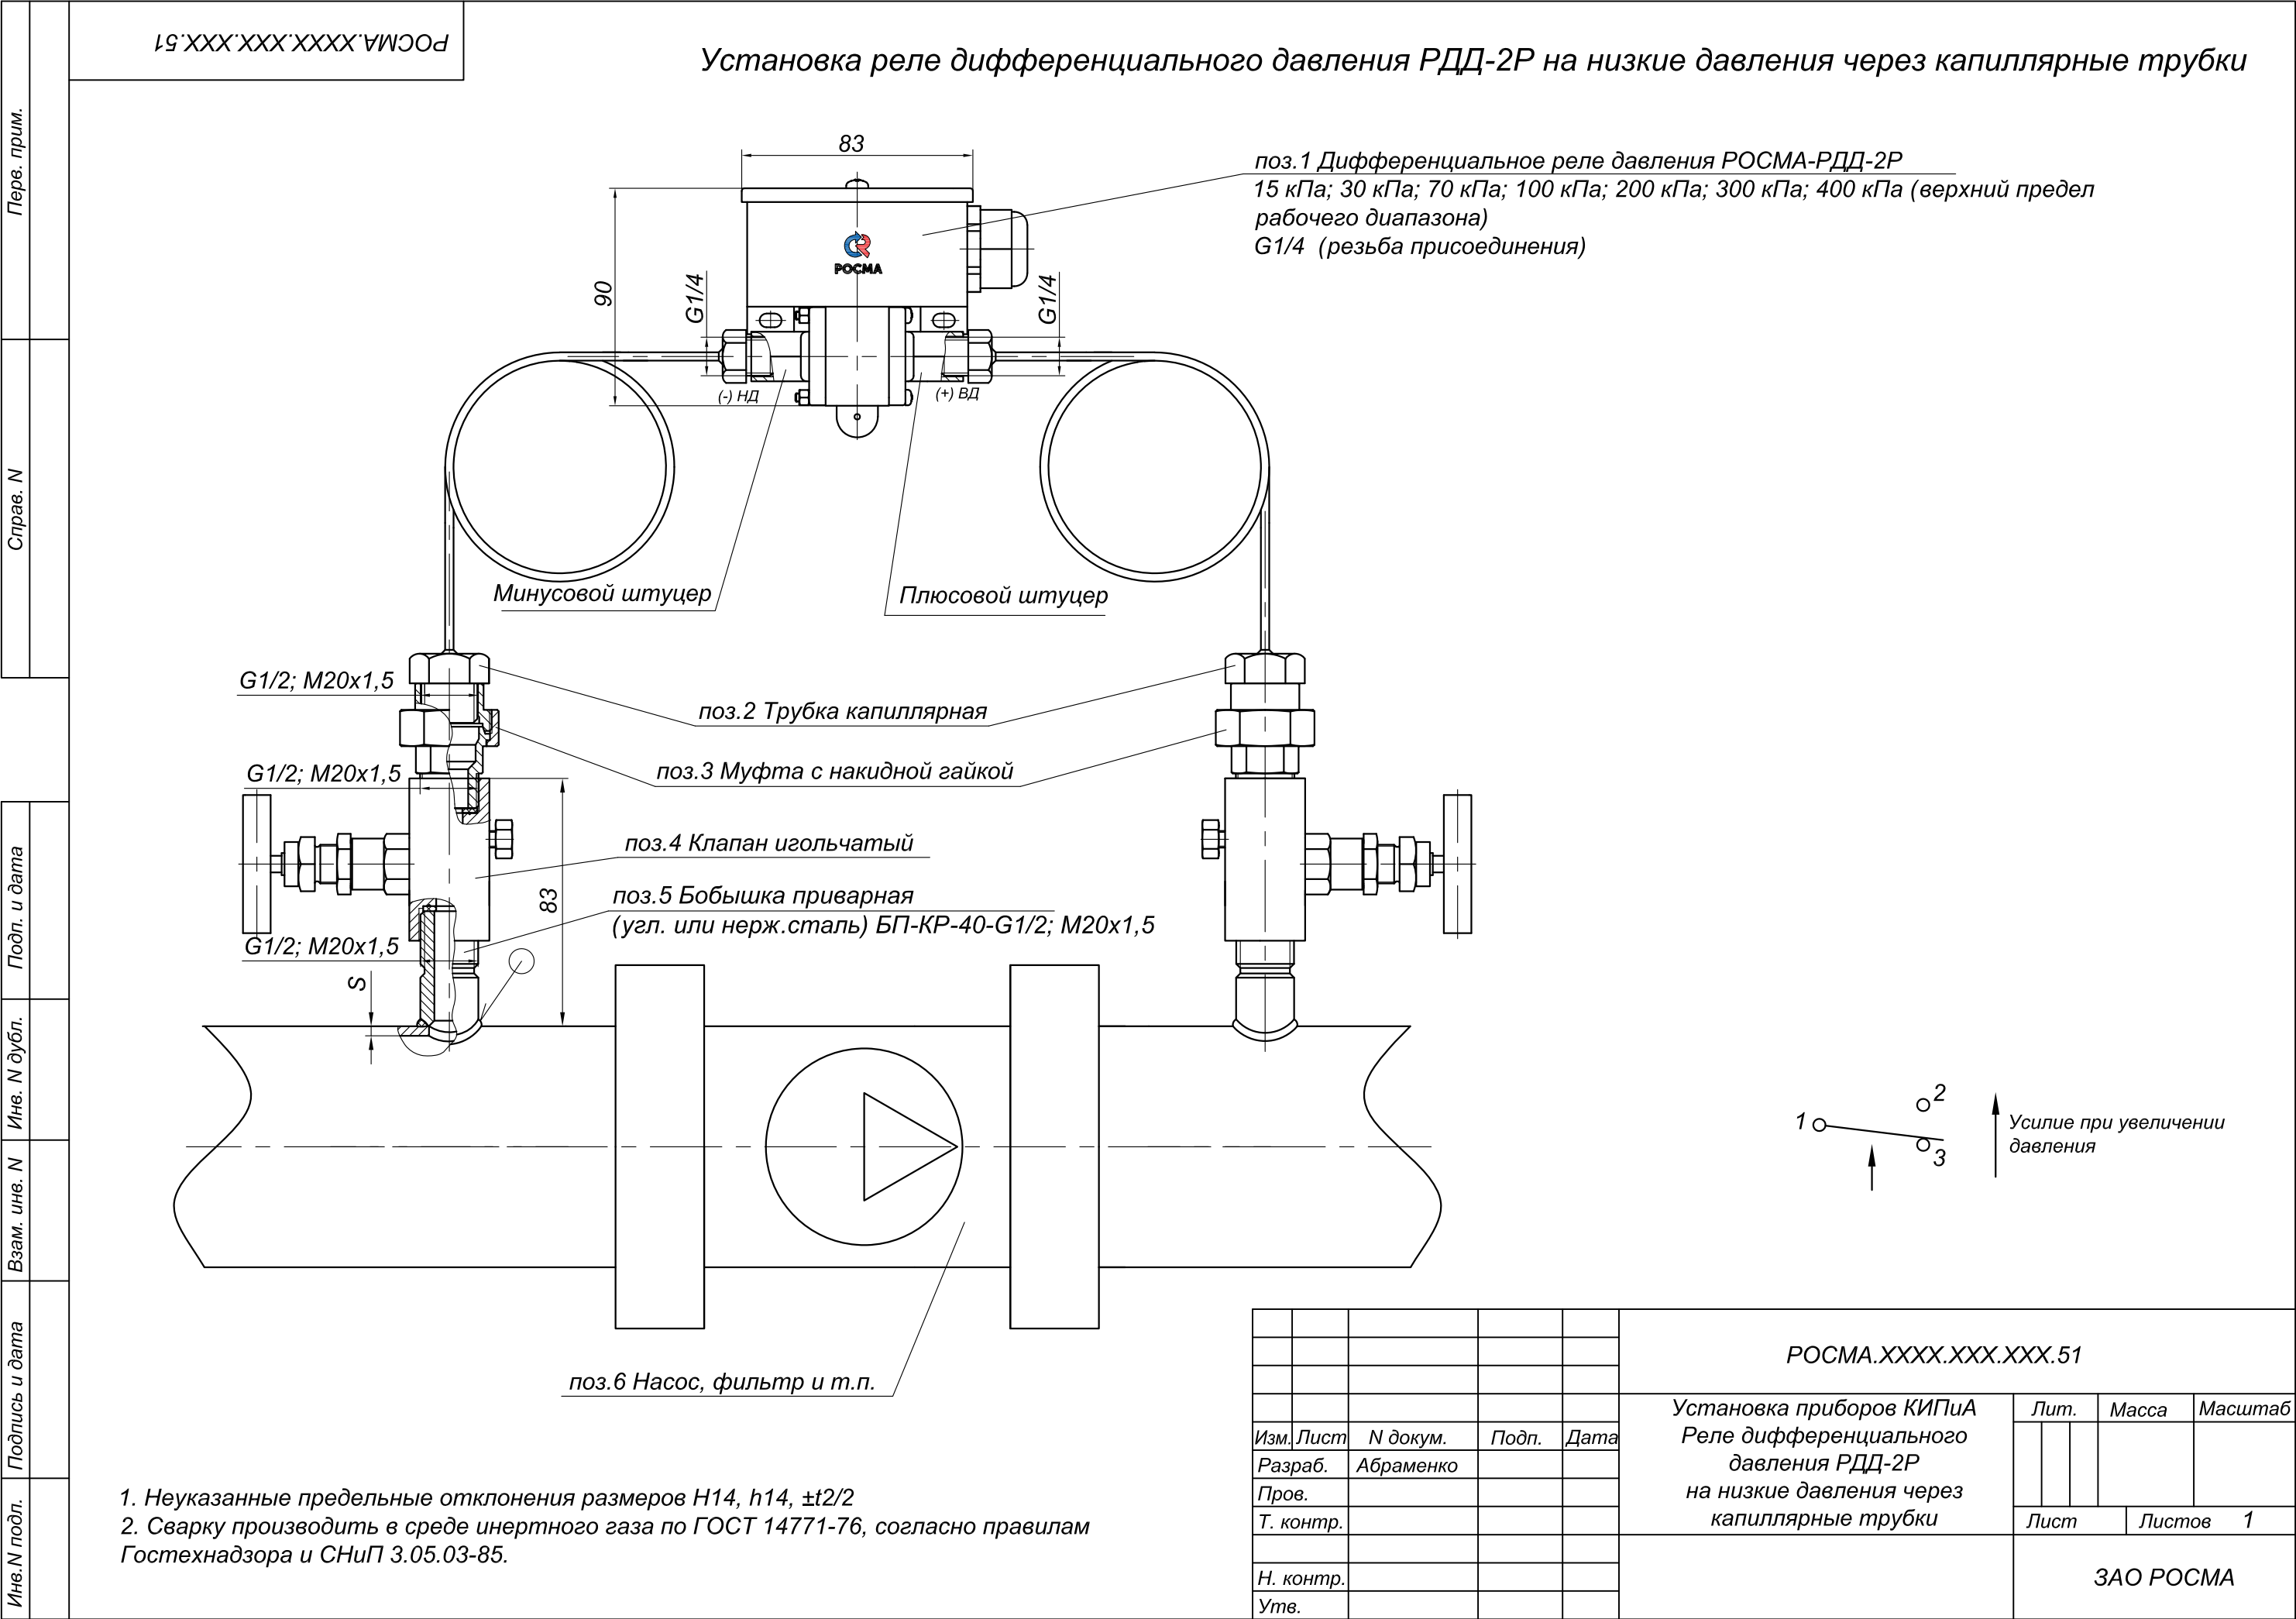 РОСМА.XXXX.XXX.XXX.51
Установка реле дифференциального давления РДД-2Р на низкие давления через капиллярные трубки
Перв. прим.
Справ. N
Подп. и дата
Инв. N дубл.
Взам. инв. N
Подпись и дата
Инв.N подл.
83
90
G1/4
G1/4
РОСМА
(-) НД
(+) ВД
поз.1 Дифференциальное реле давления РОСМА-РДД-2Р
15 кПа; 30 кПа; 70 кПа; 100 кПа; 200 кПа; 300 кПа; 400 кПа (верхний предел
рабочего диапазона)
G1/4 (резьба присоединения)
Минусовой штуцер
Плюсовой штуцер
G1/2; M20x1,5
поз.2 Трубка капиллярная
G1/2; M20x1,5
поз.3 Муфта с накидной гайкой
поз.4 Клапан игольчатый
83
поз.5 Бобышка приварная
(угл. или нерж.сталь) БП-КР-40-G1/2; M20x1,5
G1/2; M20x1,5
S
1
2
3
Усилие при увеличении
давления
поз.6 Насос, фильтр и т.п.
1. Неуказанные предельные отклонения размеров H14, h14, ±t2/2
2. Сварку производить в среде инертного газа по ГОСТ 14771-76, согласно правилам
Гостехнадзора и СНиП 3.05.03-85.
РОСМА.XXXX.XXX.XXX.51
Изм. Лист N докум. Подп. Дата
Разраб. Абраменко
Пров.
Т. контр.
Н. контр.
Утв.
Установка приборов КИПиА
Реле дифференциального
давления РДД-2Р
на низкие давления через
капиллярные трубки
Лит. Масса Масштаб
Лист Листов 1
ЗАО РОСМА